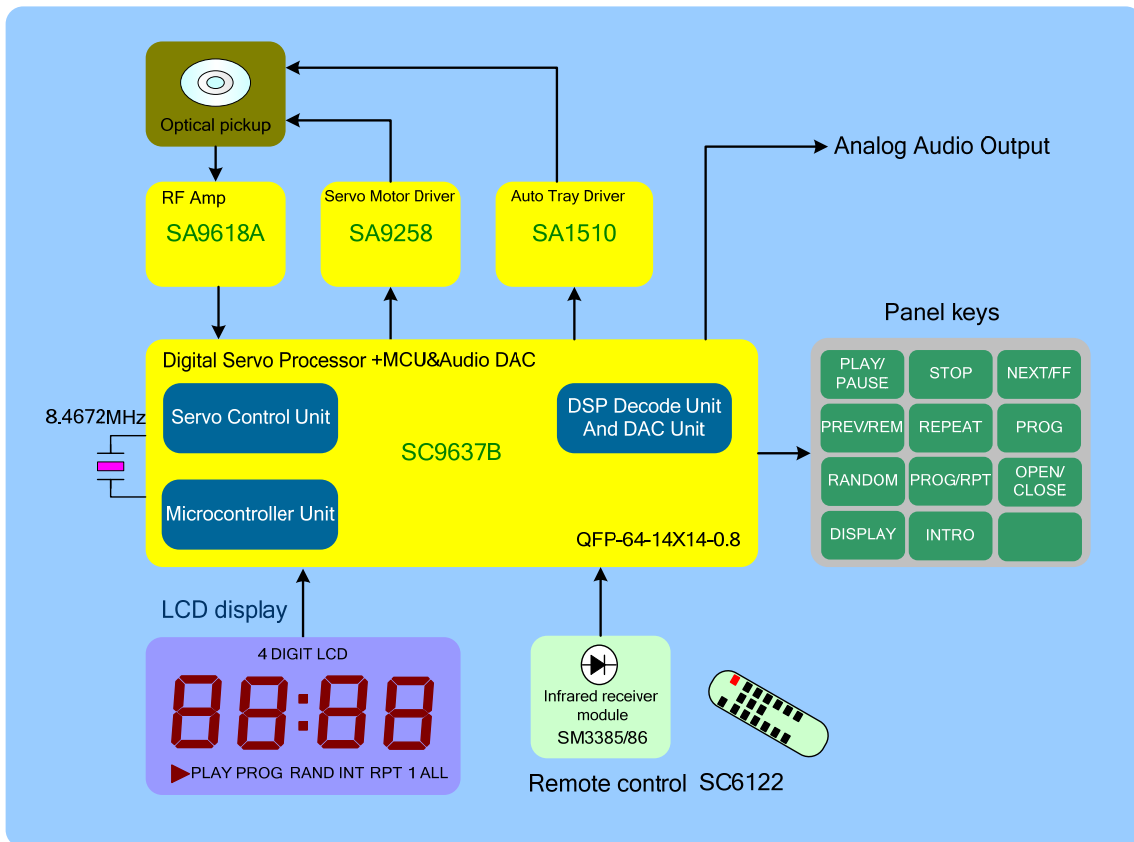 Optical pickup
Analog Audio Output
RF Amp
SA9618A
Servo Motor Driver
SA9258
Auto Tray Driver
SA1510
Panel keys
Digital Servo Processor +MCU&Audio DAC
8.4672MHz
Servo Control Unit
DSP Decode Unit
And DAC Unit
SC9637B
Microcontroller Unit
QFP-64-14X14-0.8
PLAY/
PAUSE
STOP
NEXT/FF
PREV/REM
REPEAT
PROG
RANDOM
PROG/RPT
OPEN/
CLOSE
DISPLAY
INTRO
LCD display
4 DIGIT LCD
88:88
PLAY PROG RAND INT RPT 1 ALL
Infrared receiver
module
SM3385/86
Remote control SC6122